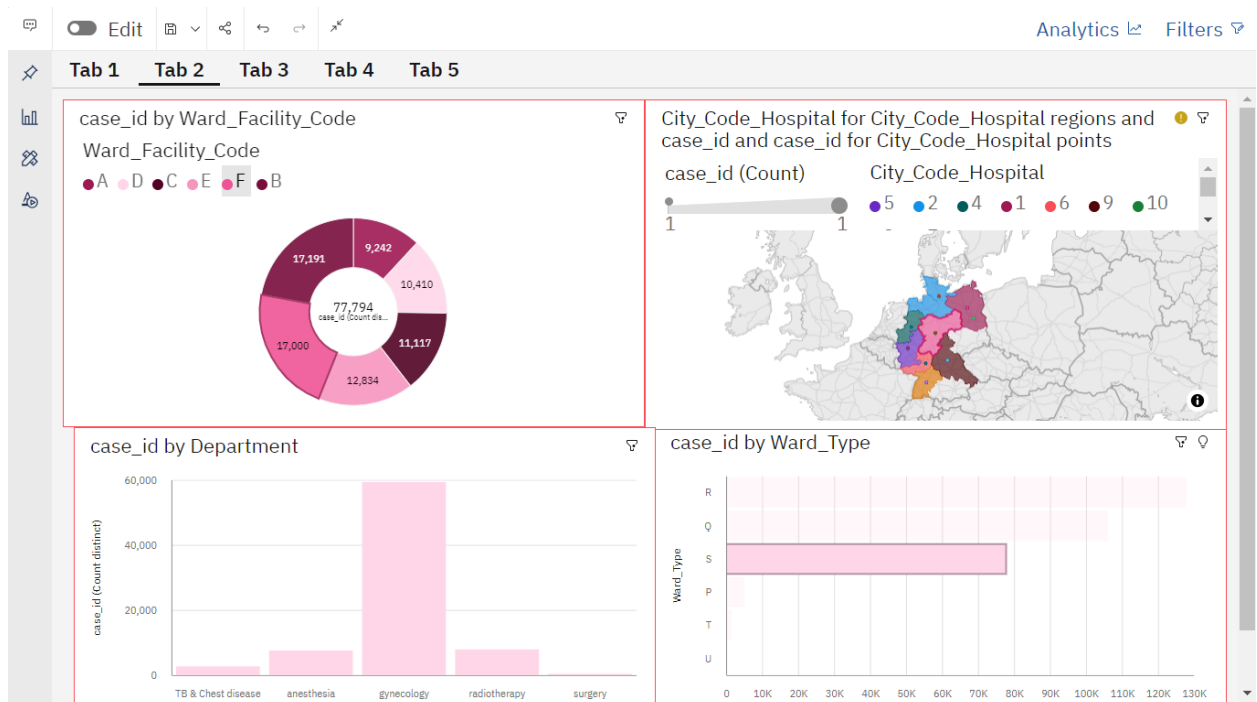 Edit
Analytics
Filters
Tab 1 Tab 2 Tab 3 Tab 4 Tab 5
case_id by Ward_Facility_Code
Ward_Facility_Code
A D C E F B
9,242
17,191
10,410
77,794
case_id (Count dis...
11,117
17,000
12,834
City_Code_Hospital for City_Code_Hospital regions and
case_id and case_id for City_Code_Hospital points
case_id (Count)
1 1
City_Code_Hospital
5 2 4 1 6 9 10
case_id by Department
case_id (Count distinct)
60,000
40,000
20,000
0
TB & Chest disease anesthesia gynecology radiotherapy surgery
case_id by Ward_Type
Ward_Type
R
Q
S
P
T
U
0 10K 20K 30K 40K 50K 60K 70K 80K 90K 100K 110K 120K 130K